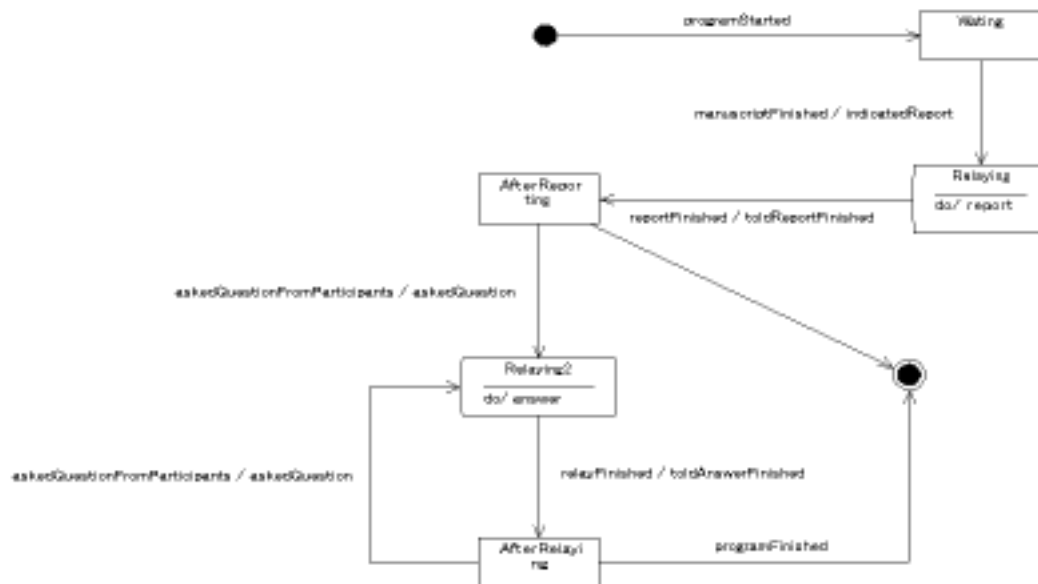 programStarted
Wating
manuscriptFinished / indicatedReport
Relaying
do/ report
AfterRepor
ting
reportFinished / toldReportFinished
askedQuestionFromParticipants / askedQuestion
Relaying2
do/ answer
askedQuestionFromParticipants / askedQuestion
relayFinished / toldAnswerFinished
AfterRelayi
ng
programFinished